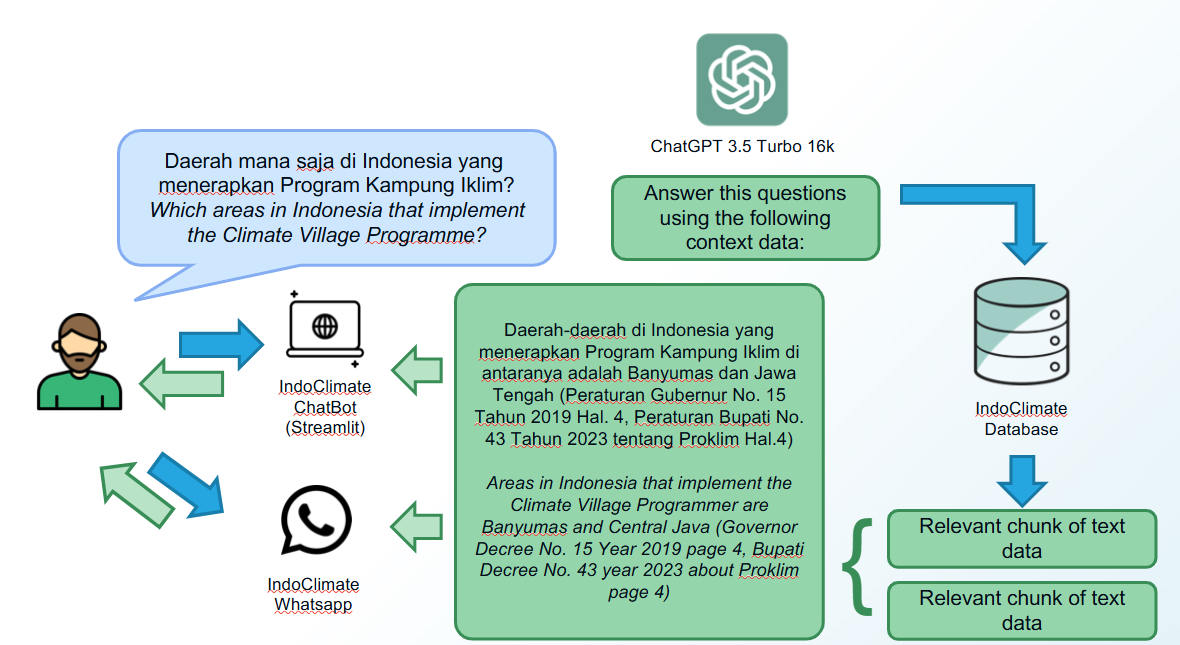 ChatGPT 3.5 Turbo 16k
Daerah mana saja di Indonesia yang
menerapkan Program Kampung Iklim?
Which areas in Indonesia that implement
the Climate Village Programme?
Answer this questions
using the following
context data:
IndoClimate
ChatBot
(Streamlit)
Daerah-daerah di Indonesia yang
menerapkan Program Kampung Iklim di
antaranya adalah Banyumas dan Jawa
Tengah (Peraturan Gubernur No. 15
Tahun 2019 Hal. 4, Peraturan Bupati No.
43 Tahun 2023 tentang Proklim Hal.4)
Areas in Indonesia that implement the
Climate Village Programmer are
Banyumas and Central Java (Governor
Decree No. 15 Year 2019 page 4, Bupati
Decree No. 43 year 2023 about Proklim
page 4)
IndoClimate
Database
IndoClimate
Whatsapp
Relevant chunk of text
data
Relevant chunk of text
data